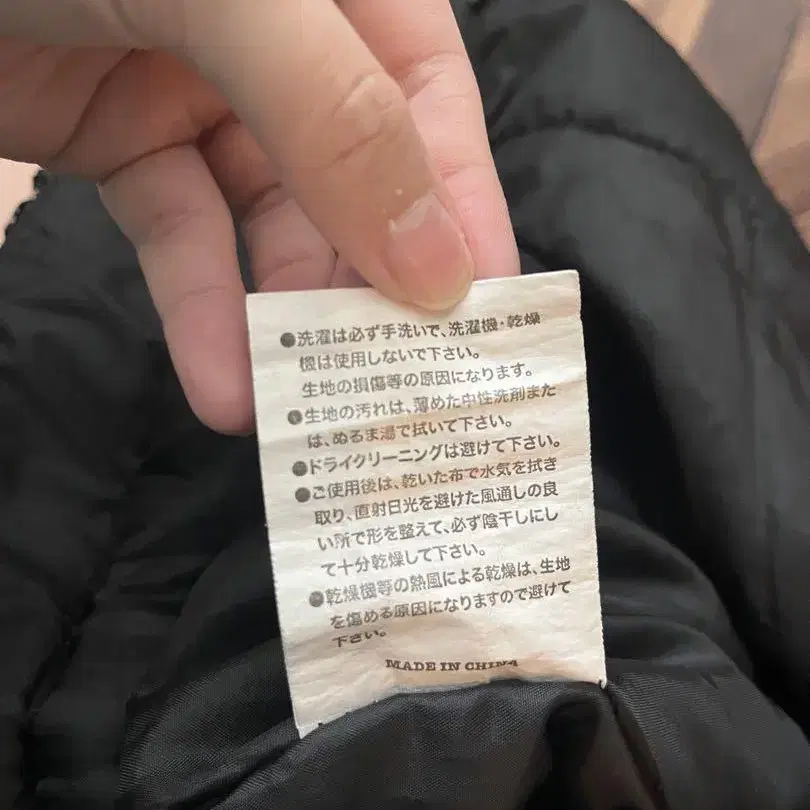 ●洗濯は必ず手洗いで、洗濯機・乾燥
機は使用しないで下さい。
生地の損傷等の原因になります。
●生地の汚れは、薄めた中性洗剤また
は、ぬるま湯で拭いて下さい。
●ドライクリーニングは避けて下さい。
●ご使用後は、乾いた布で水気を拭き
取り、直射日光を避けた風通しの良
い所で形を整えて、必ず陰干しにし
て十分乾燥して下さい。
●乾燥機等の熱風による乾燥は、生地
を傷める原因になりますので避けて
下さい。
MADE IN CHINA